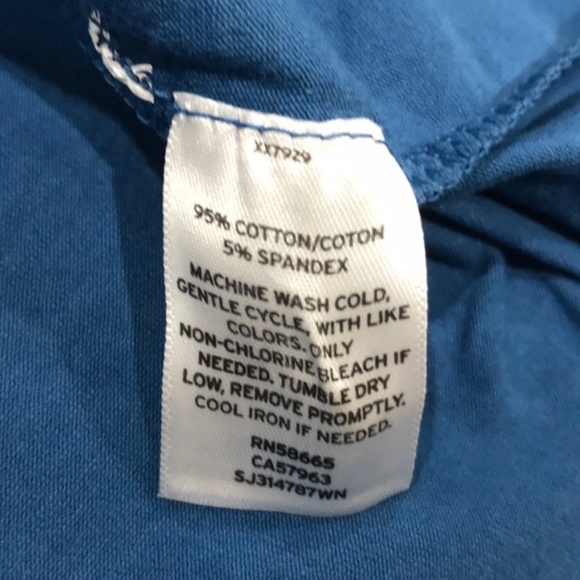 XX7929
95% COTTON/COTON
5% SPANDEX
MACHINE WASH COLD,
GENTLE CYCLE, WITH LIKE
COLORS. ONLY
NON-CHLORINE BLEACH IF
NEEDED. TUMBLE DRY
LOW, REMOVE PROMPTLY.
COOL IRON IF NEEDED.
RN58665
CA57963
SJ314787WN